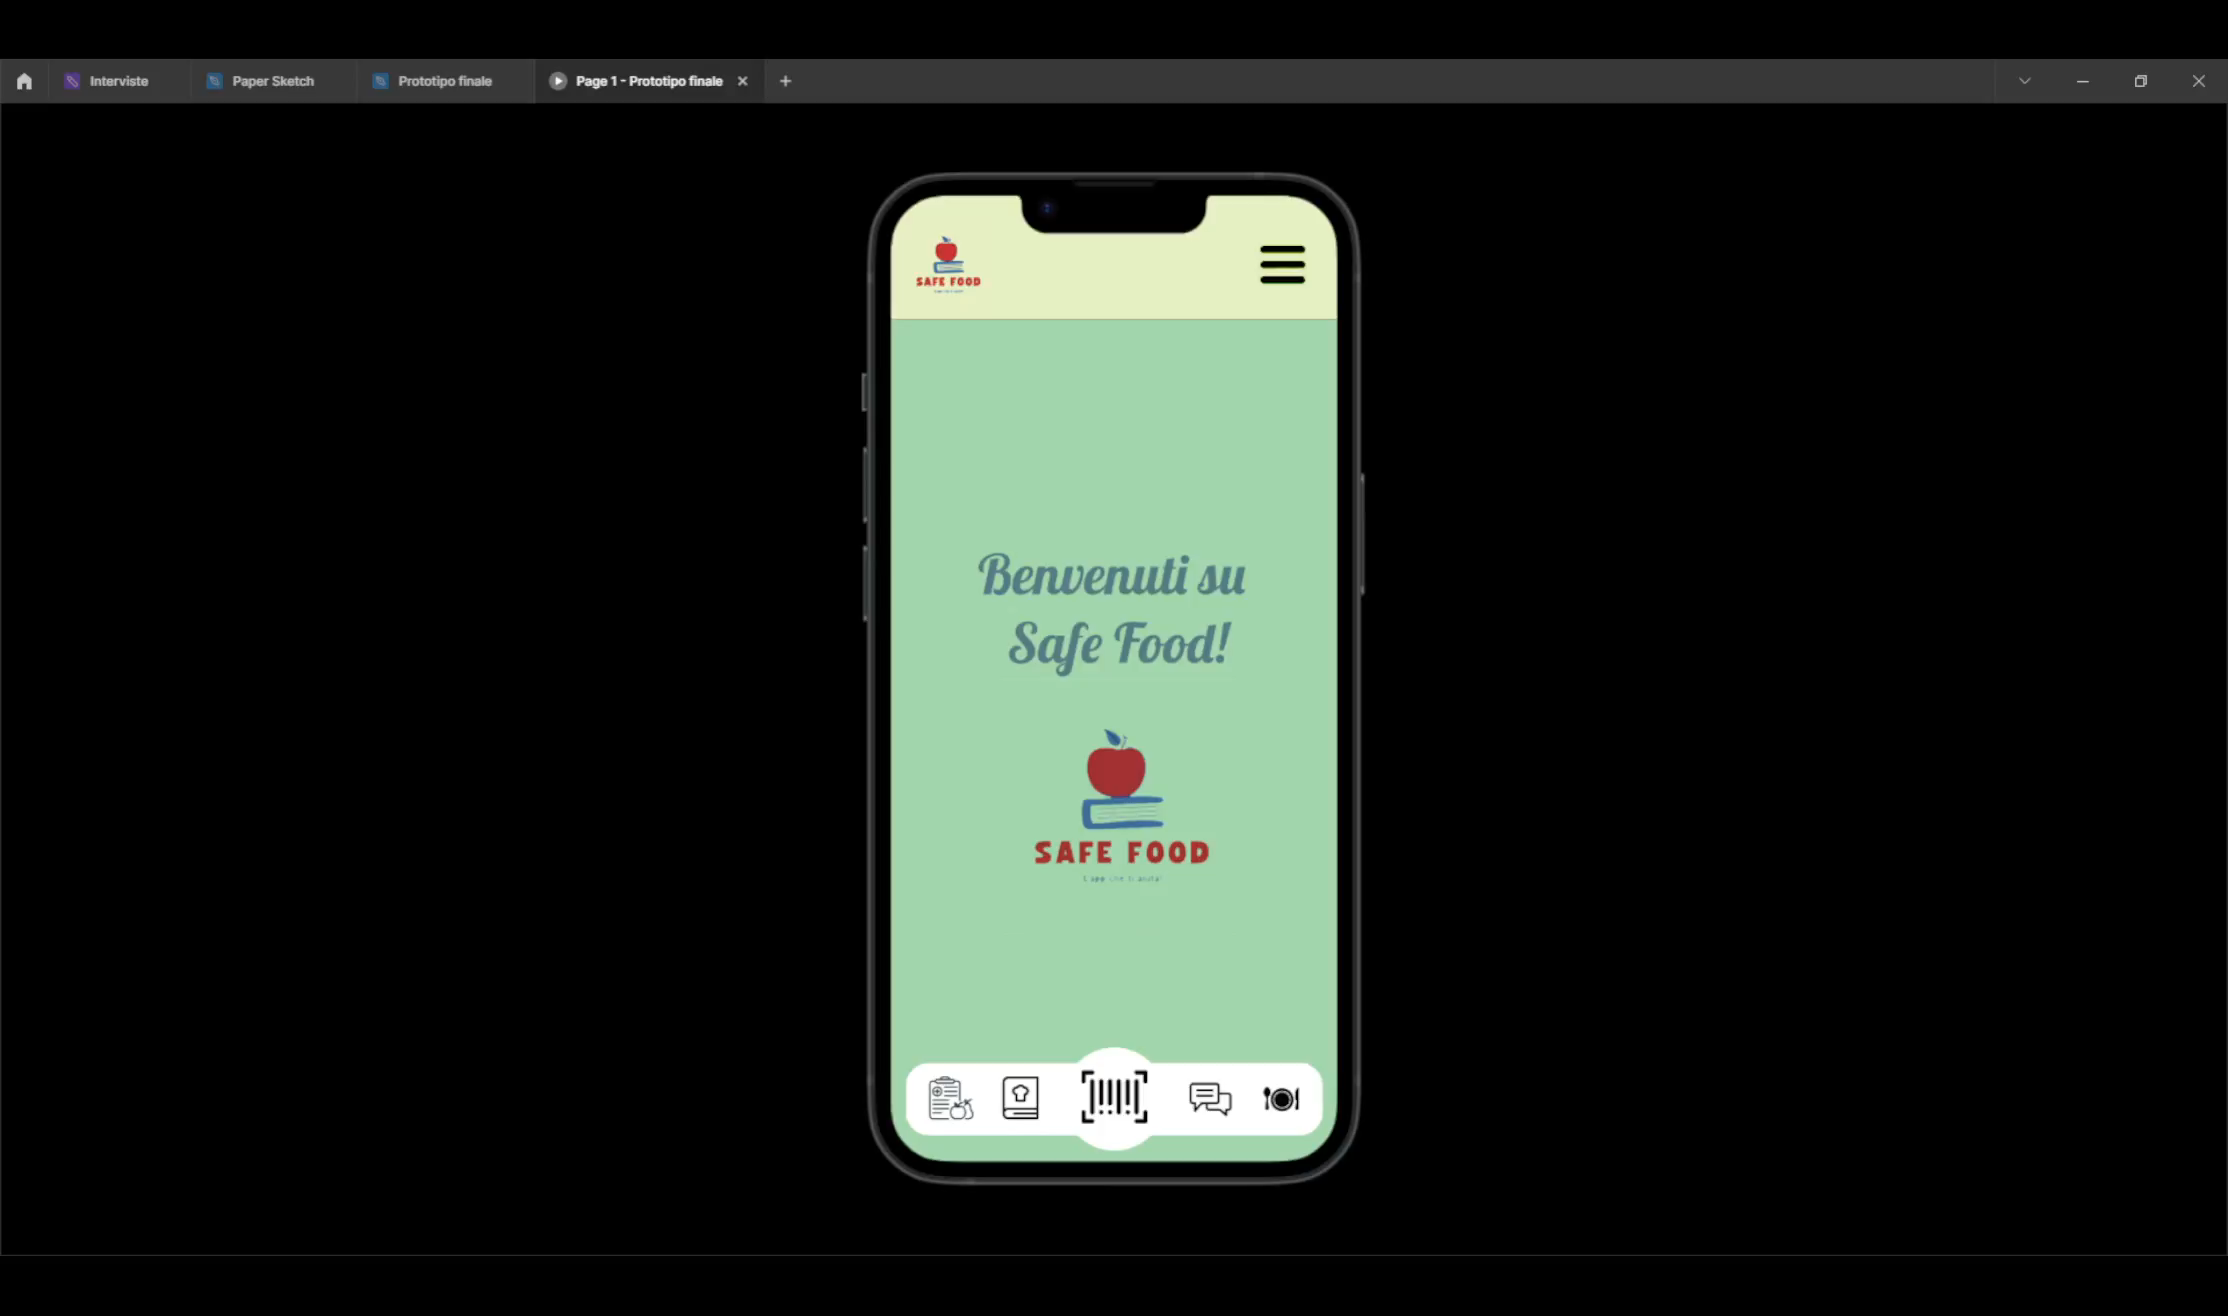 Interviste
Paper Sketch
Prototipo finale
Page 1 - Prototipo finale
SAFE FOOD
Benvenuti su
Safe Food!
SAFE FOOD